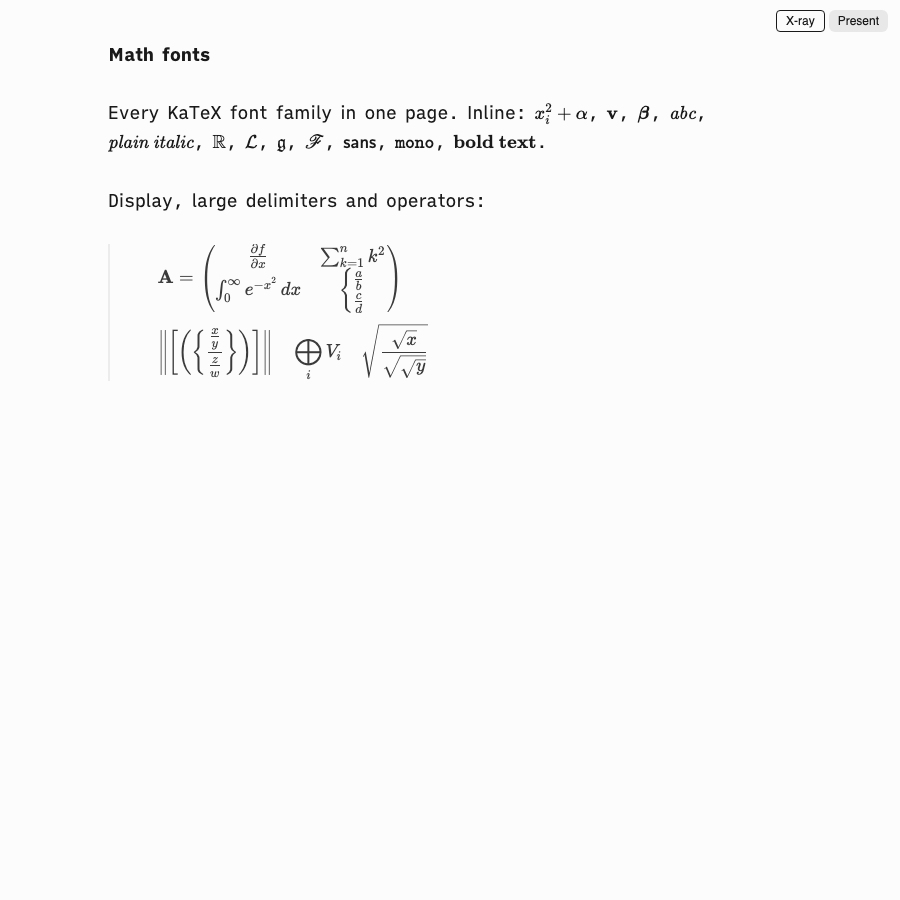 X-ray Present
Math fonts
Every KaTeX font family in one page. Inline: x_i^2 + α, 𝐯, 𝜷, abc,
plain italic, ℝ, ℒ, 𝔤, ℱ, sans, mono, bold text.
Display, large delimiters and operators:
𝐀 = ( ∂f/∂x   ∑_{k=1}^n k^2
∫_0^∞ e^{-x^2} dx   { a/b c/d )
‖[({ x/y / z/w })]‖   ⨁_i V_i   √(√x / √√y)